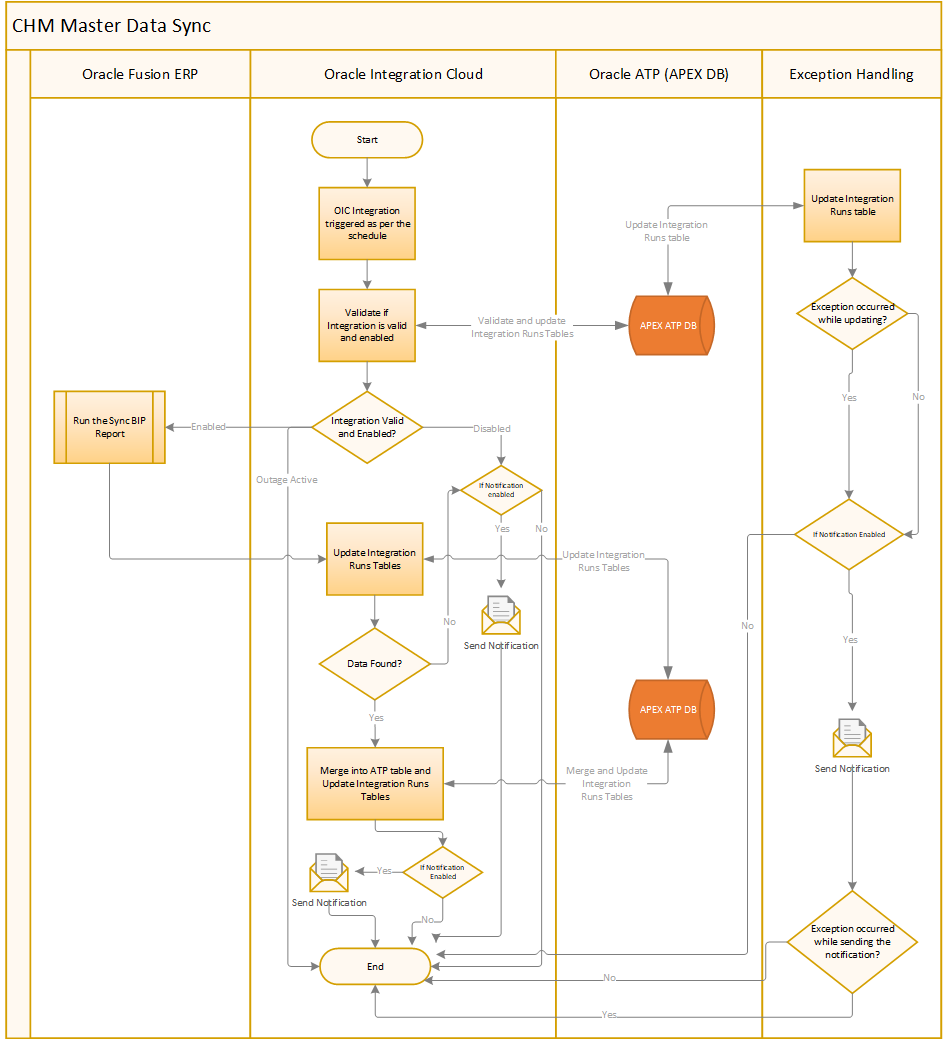 CHM Master Data Sync
Oracle Fusion ERP
Oracle Integration Cloud
Oracle ATP (APEX DB)
Exception Handling
Start
OIC Integration
triggered as per the
schedule
Update Integration
Runs table
Update Integration
Runs table
Validate if
Integration is valid
and enabled
Validate and update
Integration Runs Tables
APEX ATP DB
Exception occurred
while updating?
Yes
No
Run the Sync BIP
Report
Enabled
Integration Valid
and Enabled?
Disabled
Outage Active
If Notification
enabled
Yes
No
If Notification Enabled
Update Integration
Runs Tables
Update Integration
Runs Tables
No
Send Notification
No
Yes
Data Found?
Yes
APEX ATP DB
Send Notification
Merge into ATP table and
Update Integration Runs
Tables
Merge and Update
Integration
Runs Tables
If Notification
Enabled
Yes
Send Notification
No
Exception occurred
while sending the
notification?
End
No
Yes